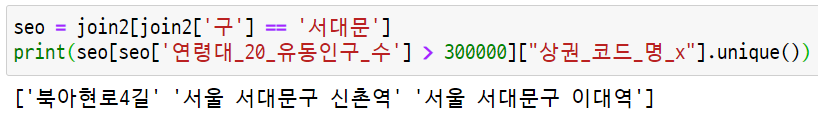 seo = join2[join2['구'] == '서대문']
print(seo[seo['연령대_20_유동인구_수'] > 300000]["상권_코드_명_x"].unique())
['북아현로4길' '서울 서대문구 신촌역' '서울 서대문구 이대역']